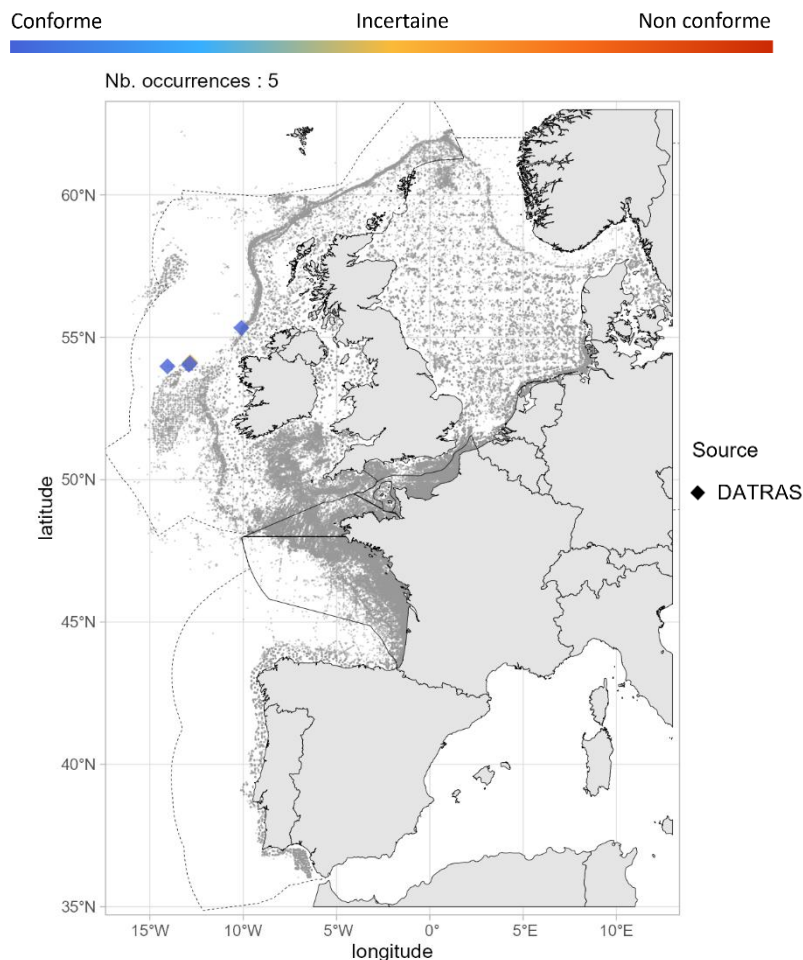 Conforme Incertaine Non conforme
Nb. occurrences : 5
60°N
55°N
50°N
45°N
40°N
35°N
latitude
15°W 10°W 5°W 0° 5°E 10°E
longitude
Source
DATRAS